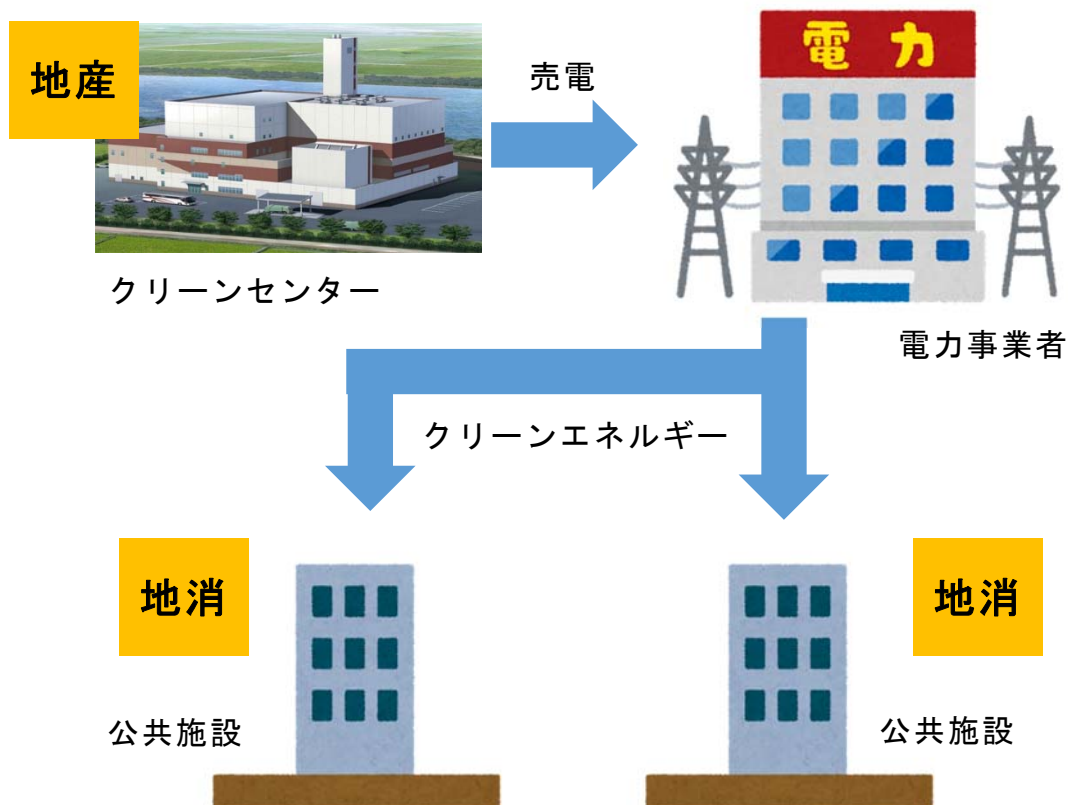 地産
売電
電力
クリーンセンター
電力事業者
クリーンエネルギー
地消
地消
公共施設
公共施設